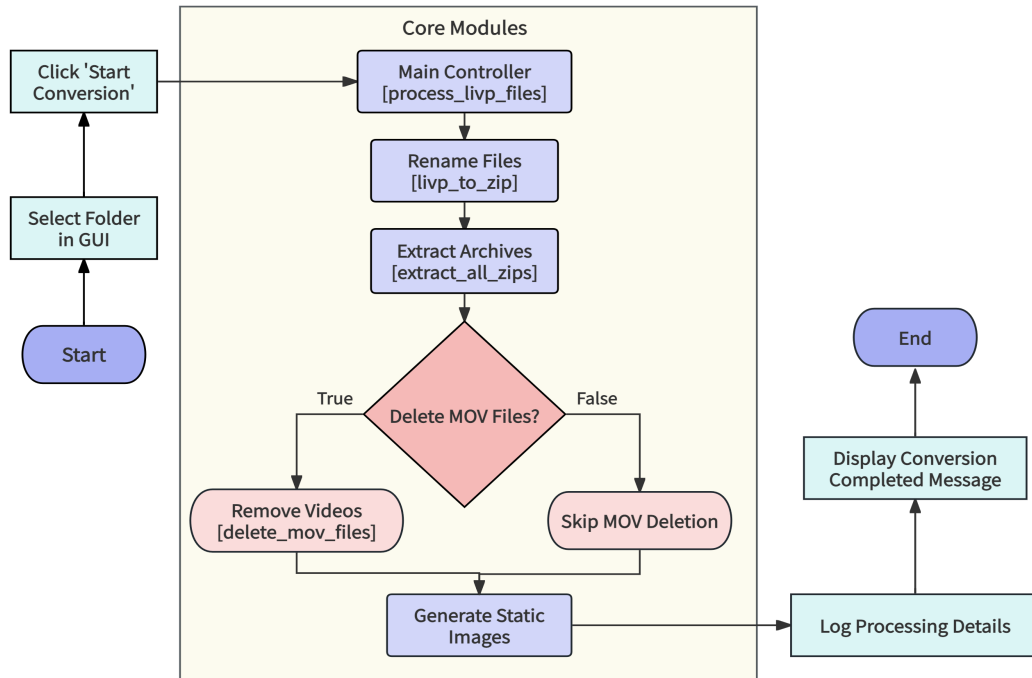 Core Modules
Click 'Start
Conversion'
Main Controller
[process_livp_files]
Rename Files
[livp_to_zip]
Select Folder
in GUI
Extract Archives
[extract_all_zips]
Start
End
Delete MOV Files?
True
False
Remove Videos
[delete_mov_files]
Skip MOV Deletion
Display Conversion
Completed Message
Generate Static
Images
Log Processing Details